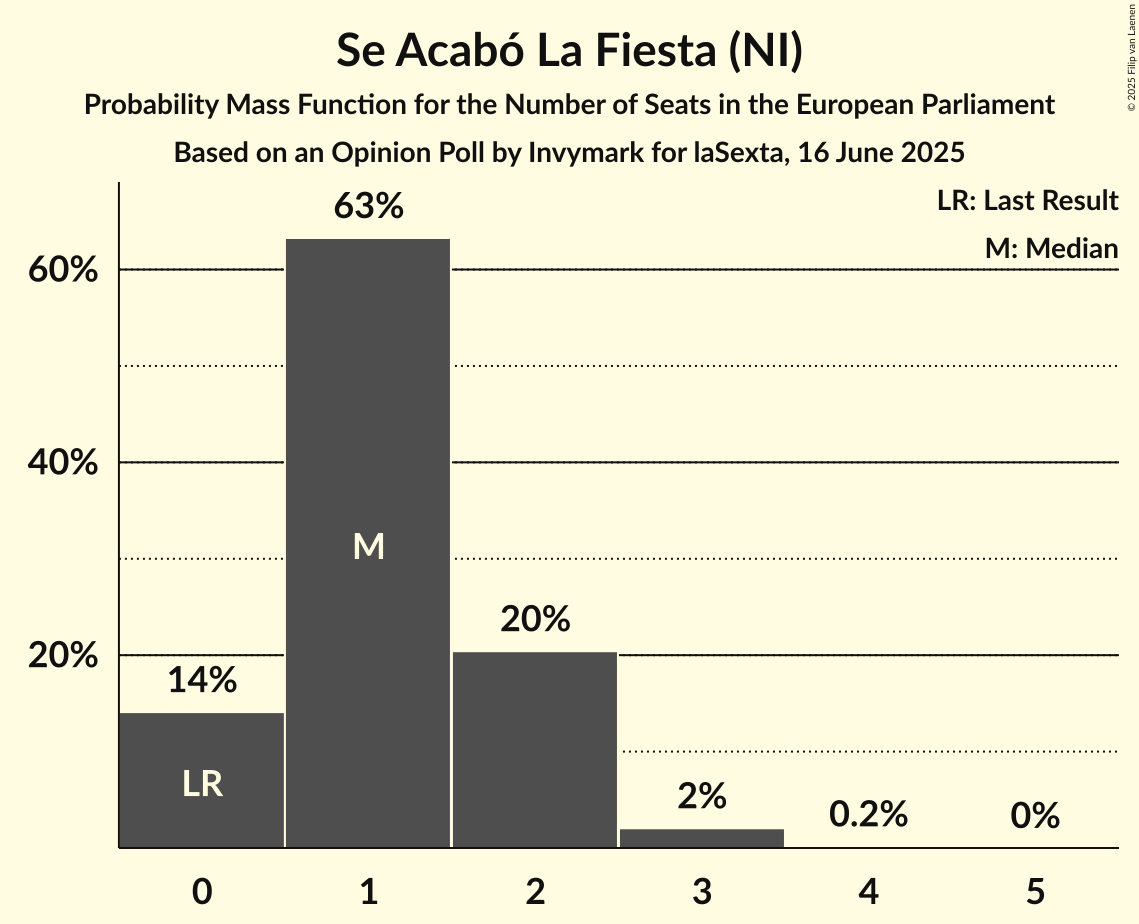 Se Acabó La Fiesta (NI)
Probability Mass Function for the Number of Seats in the European Parliament
Based on an Opinion Poll by Invymark for laSexta, 16 June 2025
© 2025 Filip van Laenen
LR: Last Result
M: Median
63%
60%
40%
M
20%
20%
14%
LR
2%
0.2%
0%
0 1 2 3 4 5